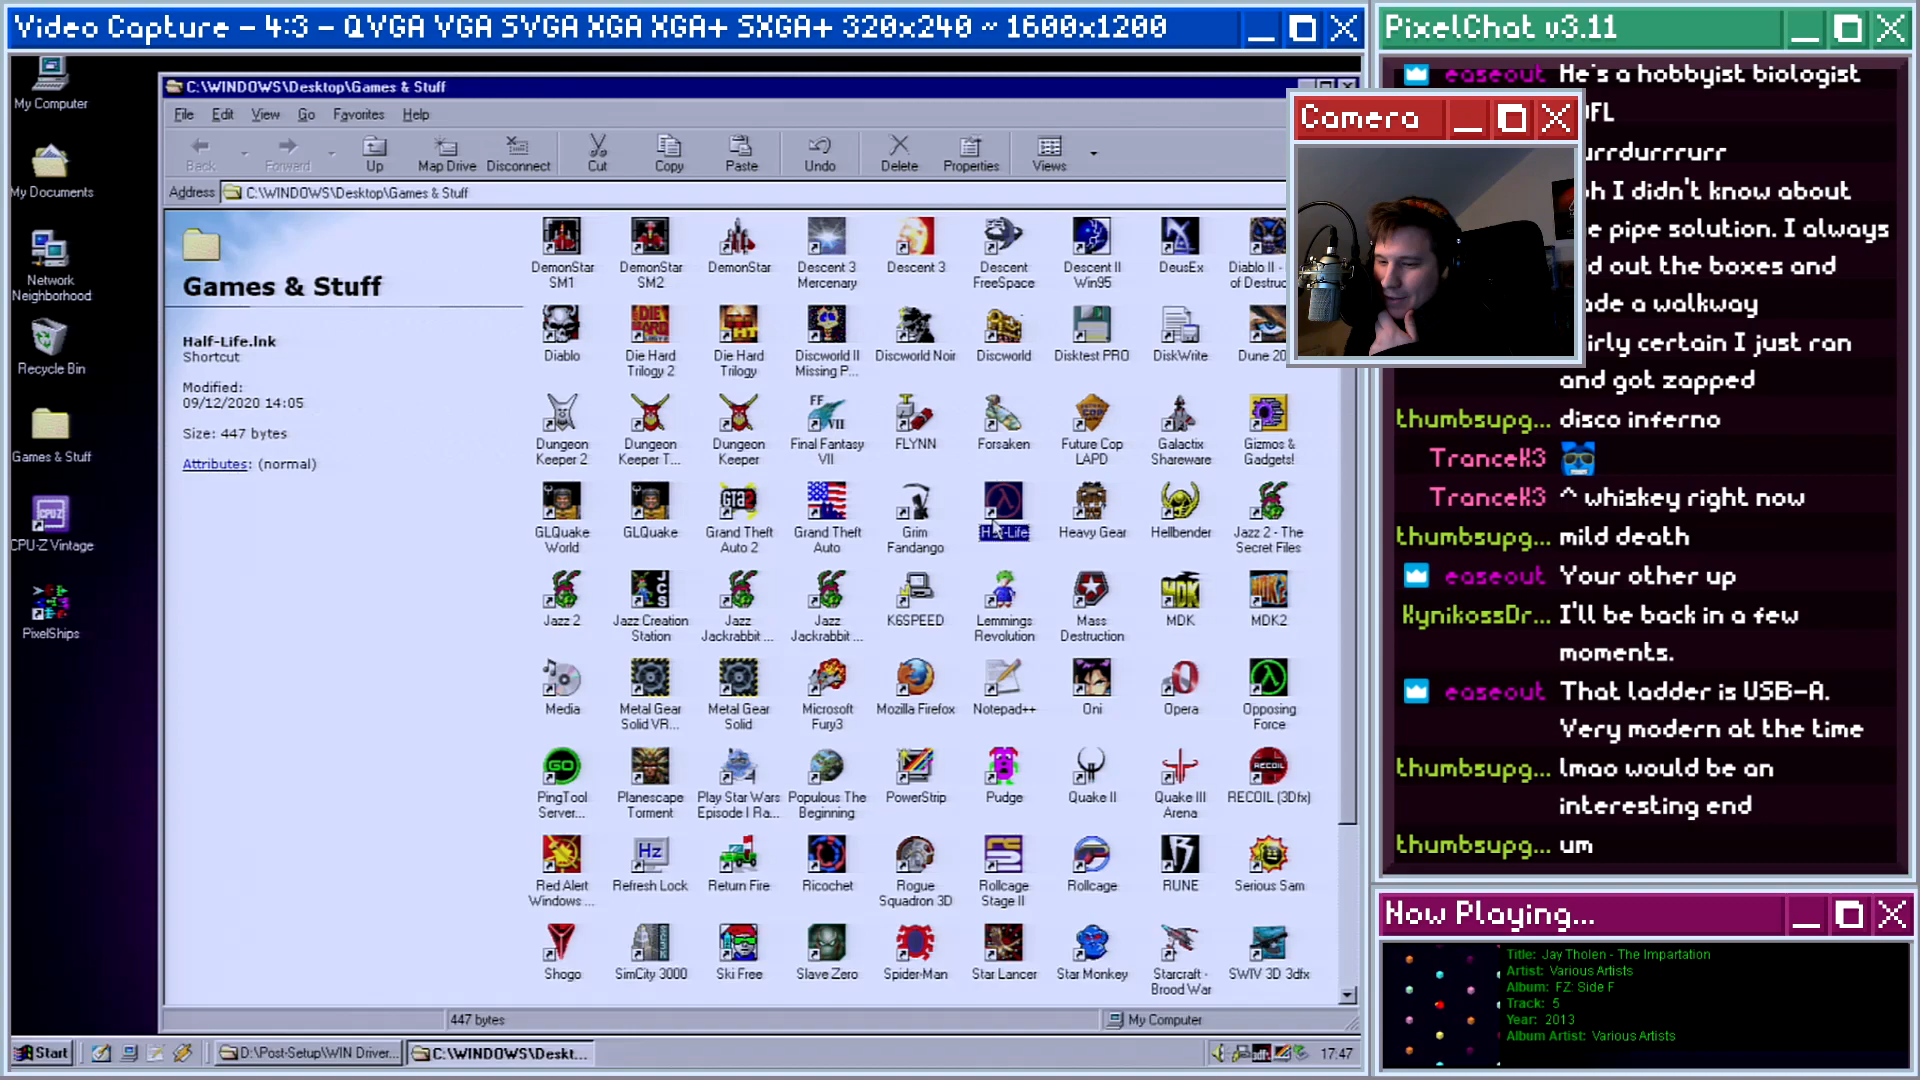 Video Capture - 4:3 - QVGA VGA SVGA XGA XGA+ SXGA+ 320x240 ~ 1600x1200
My Computer
My Documents
Network
Neighborhood
Recycle Bin
Games & Stuff
CPU-Z Vintage
PixelShips
C:\WINDOWS\Desktop\Games & Stuff
File Edit View Go Favorites Help
Back Forward Up Map Drive Disconnect Cut Copy Paste Undo Delete Properties Views
Address C:\WINDOWS\Desktop\Games & Stuff
Games & Stuff
Half-Life.lnk
Shortcut
Modified:
09/12/2020 14:05
Size: 447 bytes
Attributes: (normal)
DemonStar SM1 DemonStar SM2 DemonStar Descent 3 Mercenary Descent 3 Descent FreeSpace Descent II Win95 DeusEx Diablo II - of Destruc
Diablo Die Hard Trilogy 2 Die Hard Trilogy Discworld II Missing P... Discworld Noir Discworld Disktest PRO DiskWrite Dune 20
Dungeon Keeper 2 Dungeon Keeper T... Dungeon Keeper Final Fantasy VII FLYNN Forsaken Future Cop LAPD Galactix Shareware Gizmos & Gadgets!
GLQuake World GLQuake Grand Theft Auto 2 Grand Theft Auto Grim Fandango Half-Life Heavy Gear Hellbender Jazz 2 - The Secret Files
Jazz 2 Jazz Creation Station Jazz Jackrabbit ... Jazz Jackrabbit ... K6SPEED Lemmings Revolution Mass Destruction MDK MDK2
Media Metal Gear Solid VR... Metal Gear Solid Microsoft Fury3 Mozilla Firefox Notepad++ Oni Opera Opposing Force
PingTool Server... Planescape Torment Play Star Wars Episode I Ra... Populous The Beginning PowerStrip Pudge Quake II Quake III Arena RECOIL (3Dfx)
Red Alert Windows ... Refresh Lock Return Fire Ricochet Rogue Squadron 3D Rollcage Stage II Rollcage RUNE Serious Sam
Shogo SimCity 3000 Ski Free Slave Zero Spider-Man Star Lancer Star Monkey Starcraft - Brood War SWIV 3D 3dfx
447 bytes My Computer
Start D:\Post-Setup\WIN Driver... C:\WINDOWS\Deskt... 17:47
Camera
PixelChat v3.11
easeout He's a hobbyist biologist
FL
urrdurrrurr
h I didn't know about
e pipe solution. I always
d out the boxes and
ade a walkway
irly certain I just ran
and got zapped
thumbsupg... disco inferno
TranceX3
TranceX3 ^ whiskey right now
thumbsupg... mild death
easeout Your other up
KynikossDr... I'll be back in a few
moments.
easeout That ladder is USB-A.
Very modern at the time
thumbsupg... lmao would be an
interesting end
thumbsupg... um
Now Playing...
Title: Jay Tholen - The Impartation
Artist: Various Artists
Album: FZ: Side F
Track: 5
Year: 2013
Album Artist: Various Artists